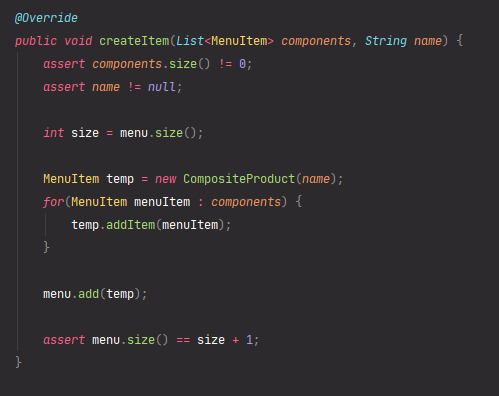 @Override
public void createItem(List<MenuItem> components, String name) {
assert components.size() != 0;
assert name != null;
int size = menu.size();
MenuItem temp = new CompositeProduct(name);
for(MenuItem menuItem : components) {
temp.addItem(menuItem);
}
menu.add(temp);
assert menu.size() == size + 1;
}